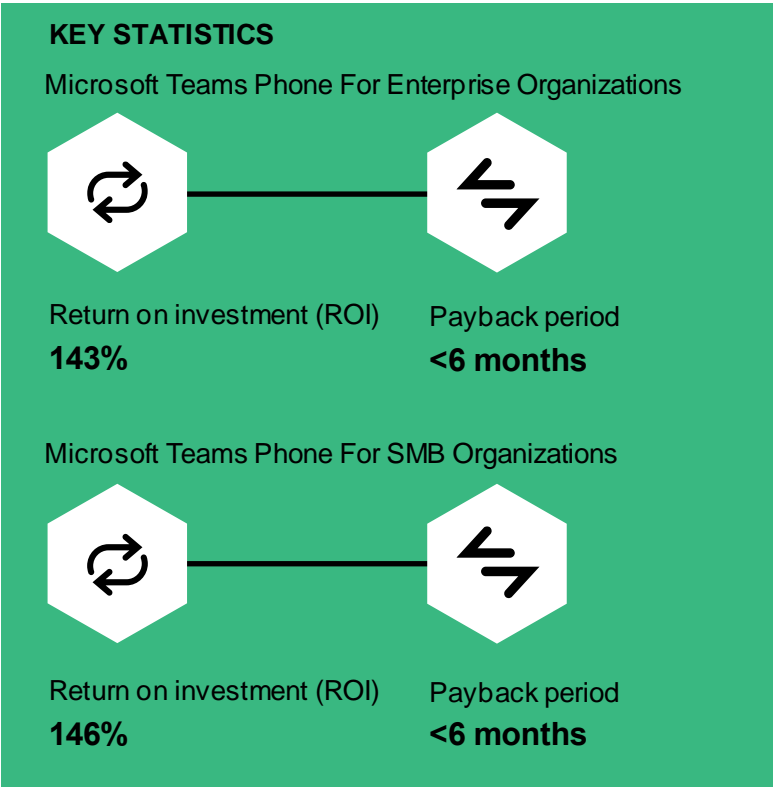 KEY STATISTICS
Microsoft Teams Phone For Enterprise Organizations
Return on investment (ROI)
143%
Payback period
<6 months
Microsoft Teams Phone For SMB Organizations
Return on investment (ROI)
146%
Payback period
<6 months